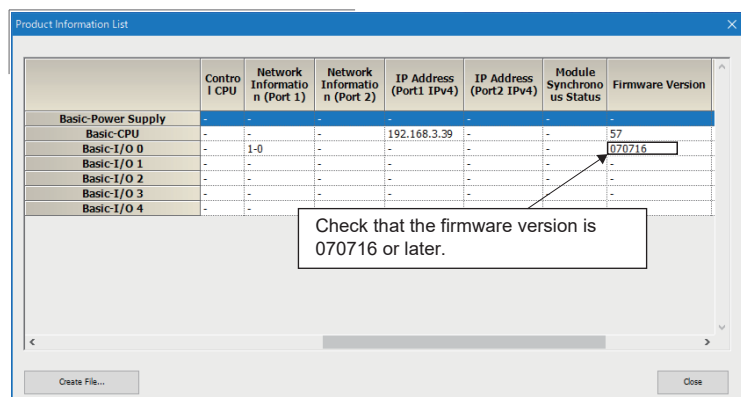 Product Information List
Contro
l CPU
Network
Informatio
n (Port 1)
Network
Informatio
n (Port 2)
IP Address
(Port1 IPv4)
IP Address
(Port2 IPv4)
Module
Synchrono
us Status
Firmware Version
Basic-Power Supply - - - - - - -
Basic-CPU - - - 192.168.3.39 - - 57
Basic-I/O 0 - 1-0 - - - - 070716
Basic-I/O 1 - - - - - - -
Basic-I/O 2 - - - - - - -
Basic-I/O 3 - - - - - - -
Basic-I/O 4 - - - - - - -
Check that the firmware version is
070716 or later.
Create File...
Close